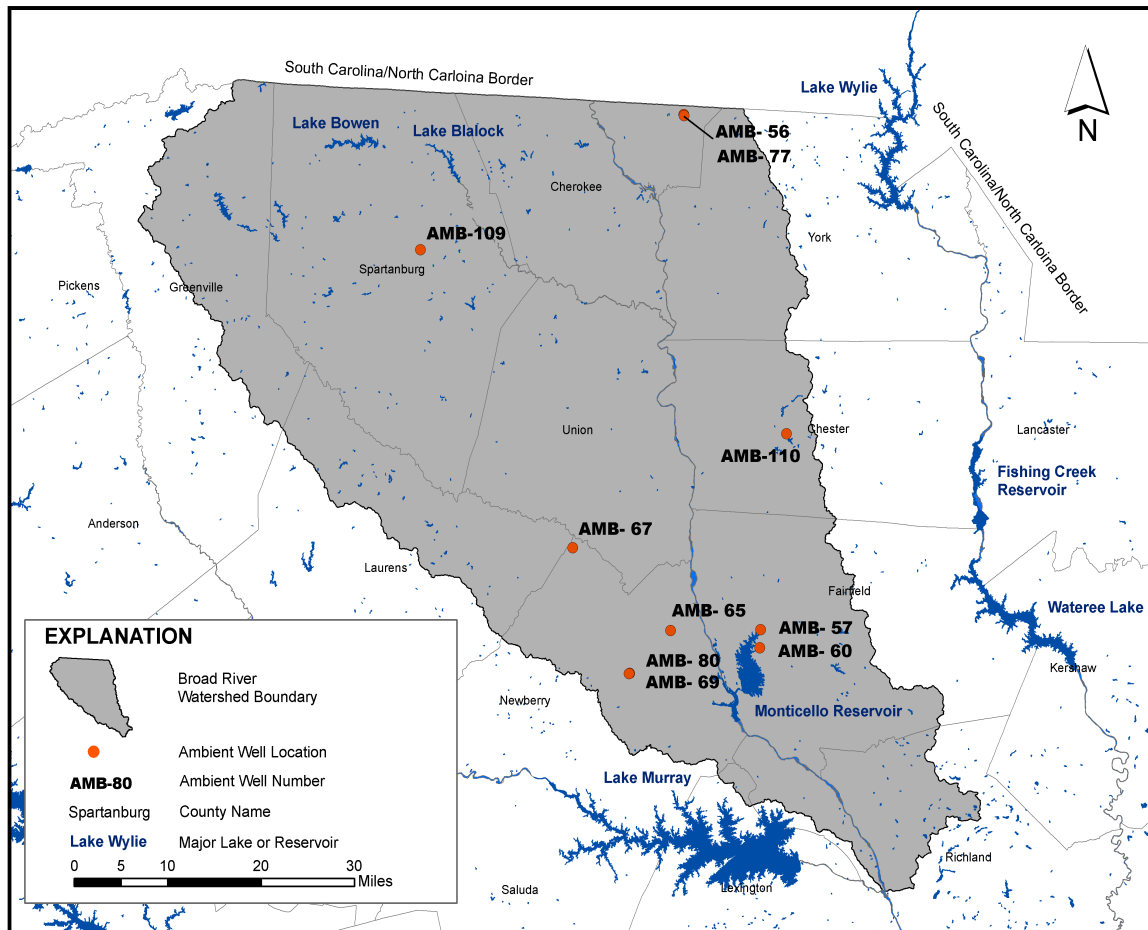 South Carolina/North Carloina Border
Lake Wylie
South Carolina/North Carloina Border
N
Lake Bowen
Lake Blalock
AMB- 56
AMB- 77
Cherokee
York
AMB-109
Spartanburg
Pickens
Greenville
Union
Chester
AMB-110
Lancaster
Fishing Creek
Reservoir
Anderson
AMB- 67
Laurens
Fairfield
AMB- 65
AMB- 57
AMB- 60
Wateree Lake
Kershaw
AMB- 80
AMB- 69
Newberry
Monticello Reservoir
Lake Murray
Richland
Lexington
Saluda
EXPLANATION
Broad River
Watershed Boundary
Ambient Well Location
AMB-80 Ambient Well Number
Spartanburg County Name
Lake Wylie Major Lake or Reservoir
0 5 10 20 30
Miles